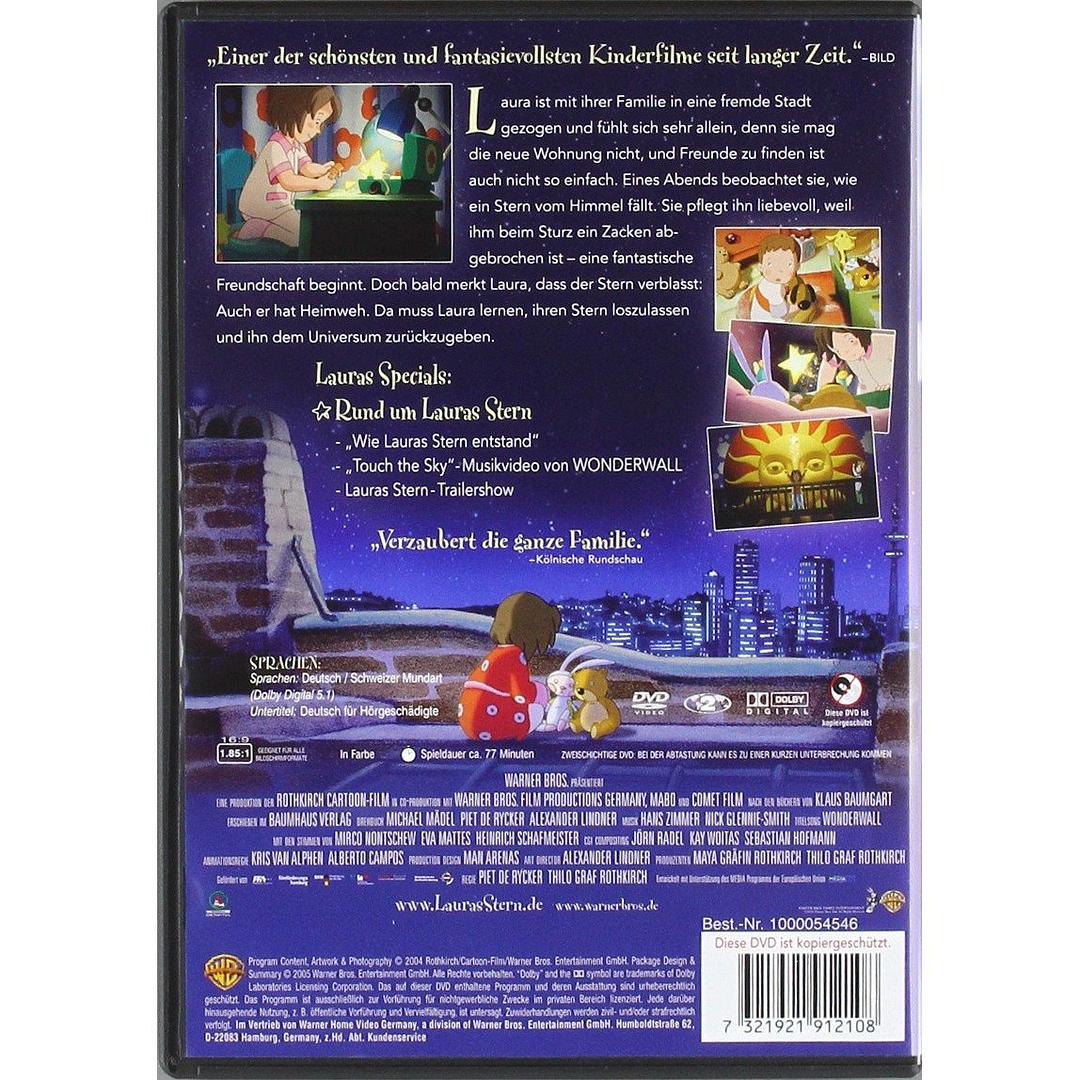 „Einer der schönsten und fantasievollsten Kinderfilme seit langer Zeit.“ –BILD
Laura ist mit ihrer Familie in eine fremde Stadt
gezogen und fühlt sich sehr allein, denn sie mag
die neue Wohnung nicht, und Freunde zu finden ist
auch nicht so einfach. Eines Abends beobachtet sie, wie
ein Stern vom Himmel fällt. Sie pflegt ihn liebevoll, weil
ihm beim Sturz ein Zacken ab-
gebrochen ist – eine fantastische
Freundschaft beginnt. Doch bald merkt Laura, dass der Stern verblasst:
Auch er hat Heimweh. Da muss Laura lernen, ihren Stern loszulassen
und ihn dem Universum zurückzugeben.
Lauras Specials:
Rund um Lauras Stern
- „Wie Lauras Stern entstand“
- „Touch the Sky“-Musikvideo von WONDERWALL
- Lauras Stern-Trailershow
„Verzaubert die ganze Familie.“
–Kölnische Rundschau
SPRACHEN:
Sprachen: Deutsch / Schweizer Mundart
(Dolby Digital 5.1)
Untertitel: Deutsch für Hörgeschädigte
DVD VIDEO
2
DOLBY DIGITAL
Diese DVD ist
kopiergeschützt
16:9
1.85:1 GEEIGNET FÜR ALLE BILDSCHIRMFORMATE
In Farbe
Spieldauer ca. 77 Minuten
ZWEISCHICHTIGE DVD: BEI DER ABTASTUNG KANN ES ZU EINER KURZEN UNTERBRECHUNG KOMMEN
WARNER BROS. PRÄSENTIERT
EINE PRODUKTION DER ROTHKIRCH CARTOON-FILM IN CO-PRODUKTION MIT WARNER BROS. FILM PRODUCTIONS GERMANY, MABO UND COMET FILM NACH DEN BÜCHERN VON KLAUS BAUMGART
ERSCHIENEN IM BAUMHAUS VERLAG DREHBUCH MICHAEL MÄDEL PIET DE RYCKER ALEXANDER LINDNER MUSIK HANS ZIMMER NICK GLENNIE-SMITH TITELSONG WONDERWALL
MIT DEN STIMMEN VON MIRCO NONTSCHEW EVA MATTES HEINRICH SCHAFMEISTER CGI COMPOSITING JÖRN RADEL KAY WOITAS SEBASTIAN HOFMANN
ANIMATIONSREGIE KRIS VAN ALPHEN ALBERTO CAMPOS PRODUCTION DESIGN MAN ARENAS ART DIRECTOR ALEXANDER LINDNER PRODUZENTEN MAYA GRÄFIN ROTHKIRCH THILO GRAF ROTHKIRCH
Gefördert von
REGIE PIET DE RYCKER THILO GRAF ROTHKIRCH Entwickelt mit Unterstützung des MEDIA Programms der Europäischen Union
www.LaurasStern.de www.warnerbros.de
Best.-Nr. 1000054546
Diese DVD ist kopiergeschützt.
Program Content, Artwork & Photography © 2004 Rothkirch/Cartoon-Film/Warner Bros. Entertainment GmbH. Package Design &
Summary © 2005 Warner Bros. Entertainment GmbH. Alle Rechte vorbehalten. "Dolby" and the symbol are trademarks of Dolby
Laboratories Licensing Corporation. Das auf dieser DVD enthaltene Programm und deren Ausstattung sind urheberrechtlich
geschützt. Das Programm ist ausschließlich zur Vorführung für nichtgewerbliche Zwecke im privaten Bereich lizenziert. Jede darüber
hinausgehende Nutzung, z. B. öffentliche Vorführung und Vervielfältigung, ist untersagt. Zuwiderhandlungen werden zivil- und/oder strafrechtlich
verfolgt. Im Vertrieb von Warner Home Video Germany, a division of Warner Bros. Entertainment GmbH. Humboldtstraße 62,
D-22083 Hamburg, Germany, z.Hd. Abt. Kundenservice
7 321921 912108